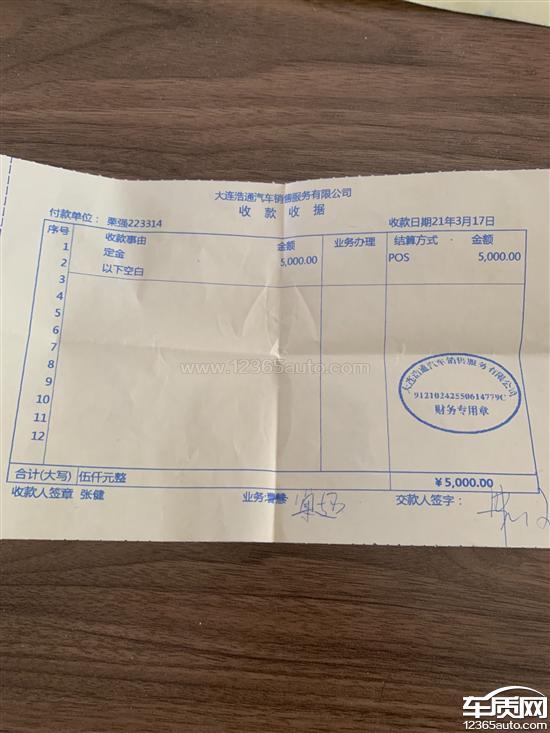 大连浩通汽车销售服务有限公司
收款收据
付款单位： 栗强223314 收款日期21年3月17日
序号 收款事由 金额 业务办理 结算方式 金额
1 定金 5,000.00 POS 5,000.00
2 以下空白
3
4
5
6
7
8
9
10
11
12
www.12365auto.com
大连浩通汽车销售服务有限公司
91210242550614779C
财务专用章
合计(大写) 伍仟元整 ￥5,000.00
收款人签章 张健 业务 交款人签字：
车质网
www.12365auto.com